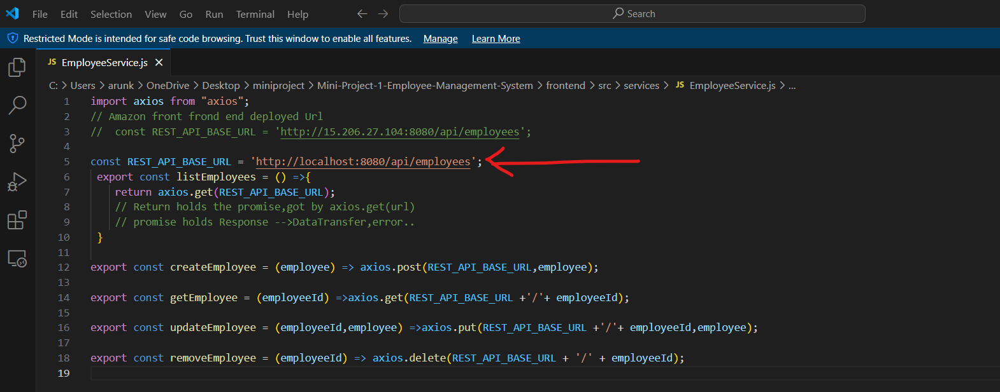 File Edit Selection View Go Run Terminal Help Search
Restricted Mode is intended for safe code browsing. Trust this window to enable all features. Manage Learn More
JS EmployeeService.js
C: > Users > arunk > OneDrive > Desktop > miniproject > Mini-Project-1-Employee-Management-System > frontend > src > services > JS EmployeeService.js > ...
1 import axios from "axios";
2 // Amazon front frond end deployed Url
3 //  const REST_API_BASE_URL = 'http://15.206.27.104:8080/api/employees';
4
5 const REST_API_BASE_URL = 'http://localhost:8080/api/employees';
6 export const listEmployees = () =>{
7 return axios.get(REST_API_BASE_URL);
8 // Return holds the promise,got by axios.get(url)
9 // promise holds Response -->DataTransfer,error..
10 }
11
12 export const createEmployee = (employee) => axios.post(REST_API_BASE_URL,employee);
13
14 export const getEmployee = (employeeId) =>axios.get(REST_API_BASE_URL +'/'+ employeeId);
15
16 export const updateEmployee = (employeeId,employee) =>axios.put(REST_API_BASE_URL +'/'+ employeeId,employee);
17
18 export const removeEmployee = (employeeId) => axios.delete(REST_API_BASE_URL + '/' + employeeId);
19